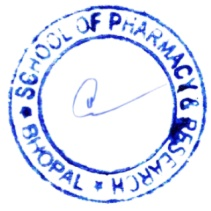 SCHOOL OF PHARMACY & RESEARCH
★ BHOPAL ★